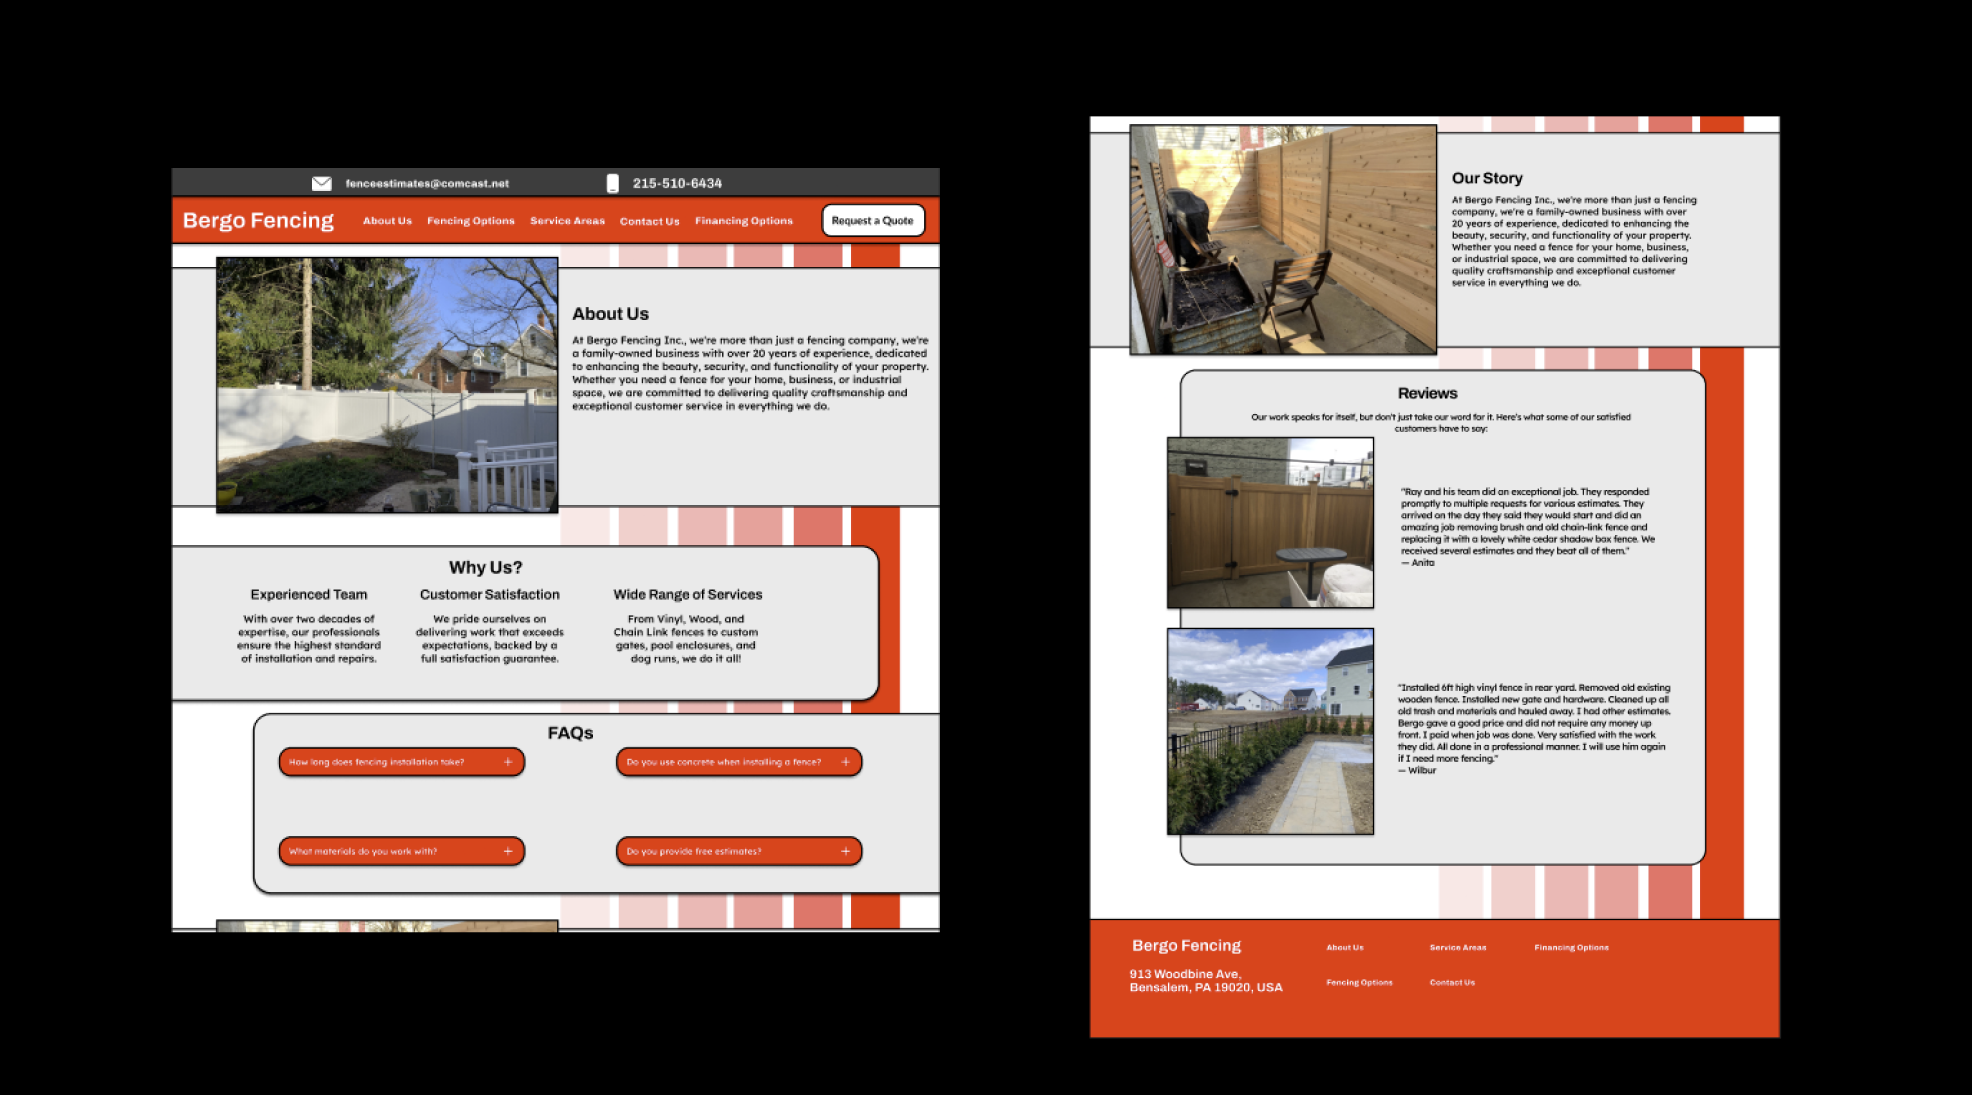 fenceestimates@comcast.net
215-510-6434
Bergo Fencing
About Us
Fencing Options
Service Areas
Contact Us
Financing Options
Request a Quote
About Us
At Bergo Fencing Inc., we're more than just a fencing company, we're
a family-owned business with over 20 years of experience, dedicated
to enhancing the beauty, security, and functionality of your property.
Whether you need a fence for your home, business, or industrial
space, we are committed to delivering quality craftsmanship and
exceptional customer service in everything we do.
Why Us?
Experienced Team
With over two decades of
expertise, our professionals
ensure the highest standard
of installation and repairs.
Customer Satisfaction
We pride ourselves on
delivering work that exceeds
expectations, backed by a
full satisfaction guarantee.
Wide Range of Services
From Vinyl, Wood, and
Chain Link fences to custom
gates, pool enclosures, and
dog runs, we do it all!
FAQs
How long does fencing installation take? +
Do you use concrete when installing a fence? +
What materials do you work with? +
Do you provide free estimates? +
Our Story
At Bergo Fencing Inc., we're more than just a fencing
company, we're a family-owned business with over
20 years of experience, dedicated to enhancing the
beauty, security, and functionality of your property.
Whether you need a fence for your home, business,
or industrial space, we are committed to delivering
quality craftsmanship and exceptional customer
service in everything we do.
Reviews
Our work speaks for itself, but don't just take our word for it. Here's what some of our satisfied
customers have to say:
"Ray and his team did an exceptional job. They responded
promptly to multiple requests for various estimates. They
arrived on the day they said they would start and did an
amazing job removing brush and old chain-link fence and
replacing it with a lovely white cedar shadow box fence. We
received several estimates and they beat all of them."
— Anita
"Installed 6ft high vinyl fence in rear yard. Removed old existing
wooden fence. Installed new gate and hardware. Cleaned up all
old trash and materials and hauled away. I had other estimates.
Bergo gave a good price and did not require any money up
front. I paid when job was done. Very satisfied with the work
they did. All done in a professional manner. I will use him again
if I need more fencing."
— Wilbur
Bergo Fencing
913 Woodbine Ave,
Bensalem, PA 19020, USA
About Us
Service Areas
Financing Options
Fencing Options
Contact Us